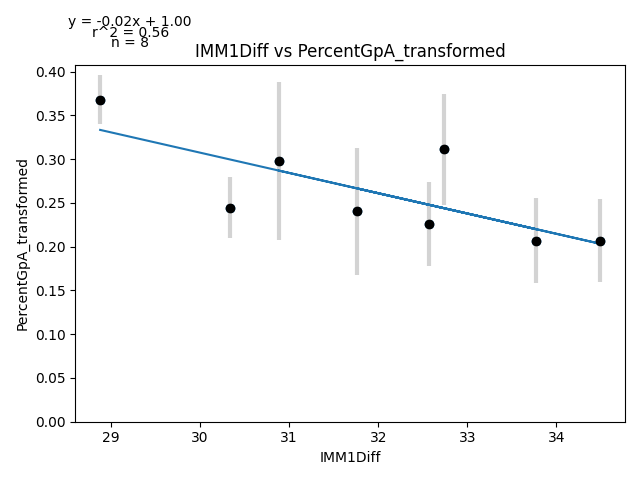 y = -0.02x + 1.00
r^2 = 0.56
n = 8
IMM1Diff vs PercentGpA_transformed
0.40
0.35
0.30
0.25
0.20
0.15
0.10
0.05
0.00
PercentGpA_transformed
29 30 31 32 33 34
IMM1Diff